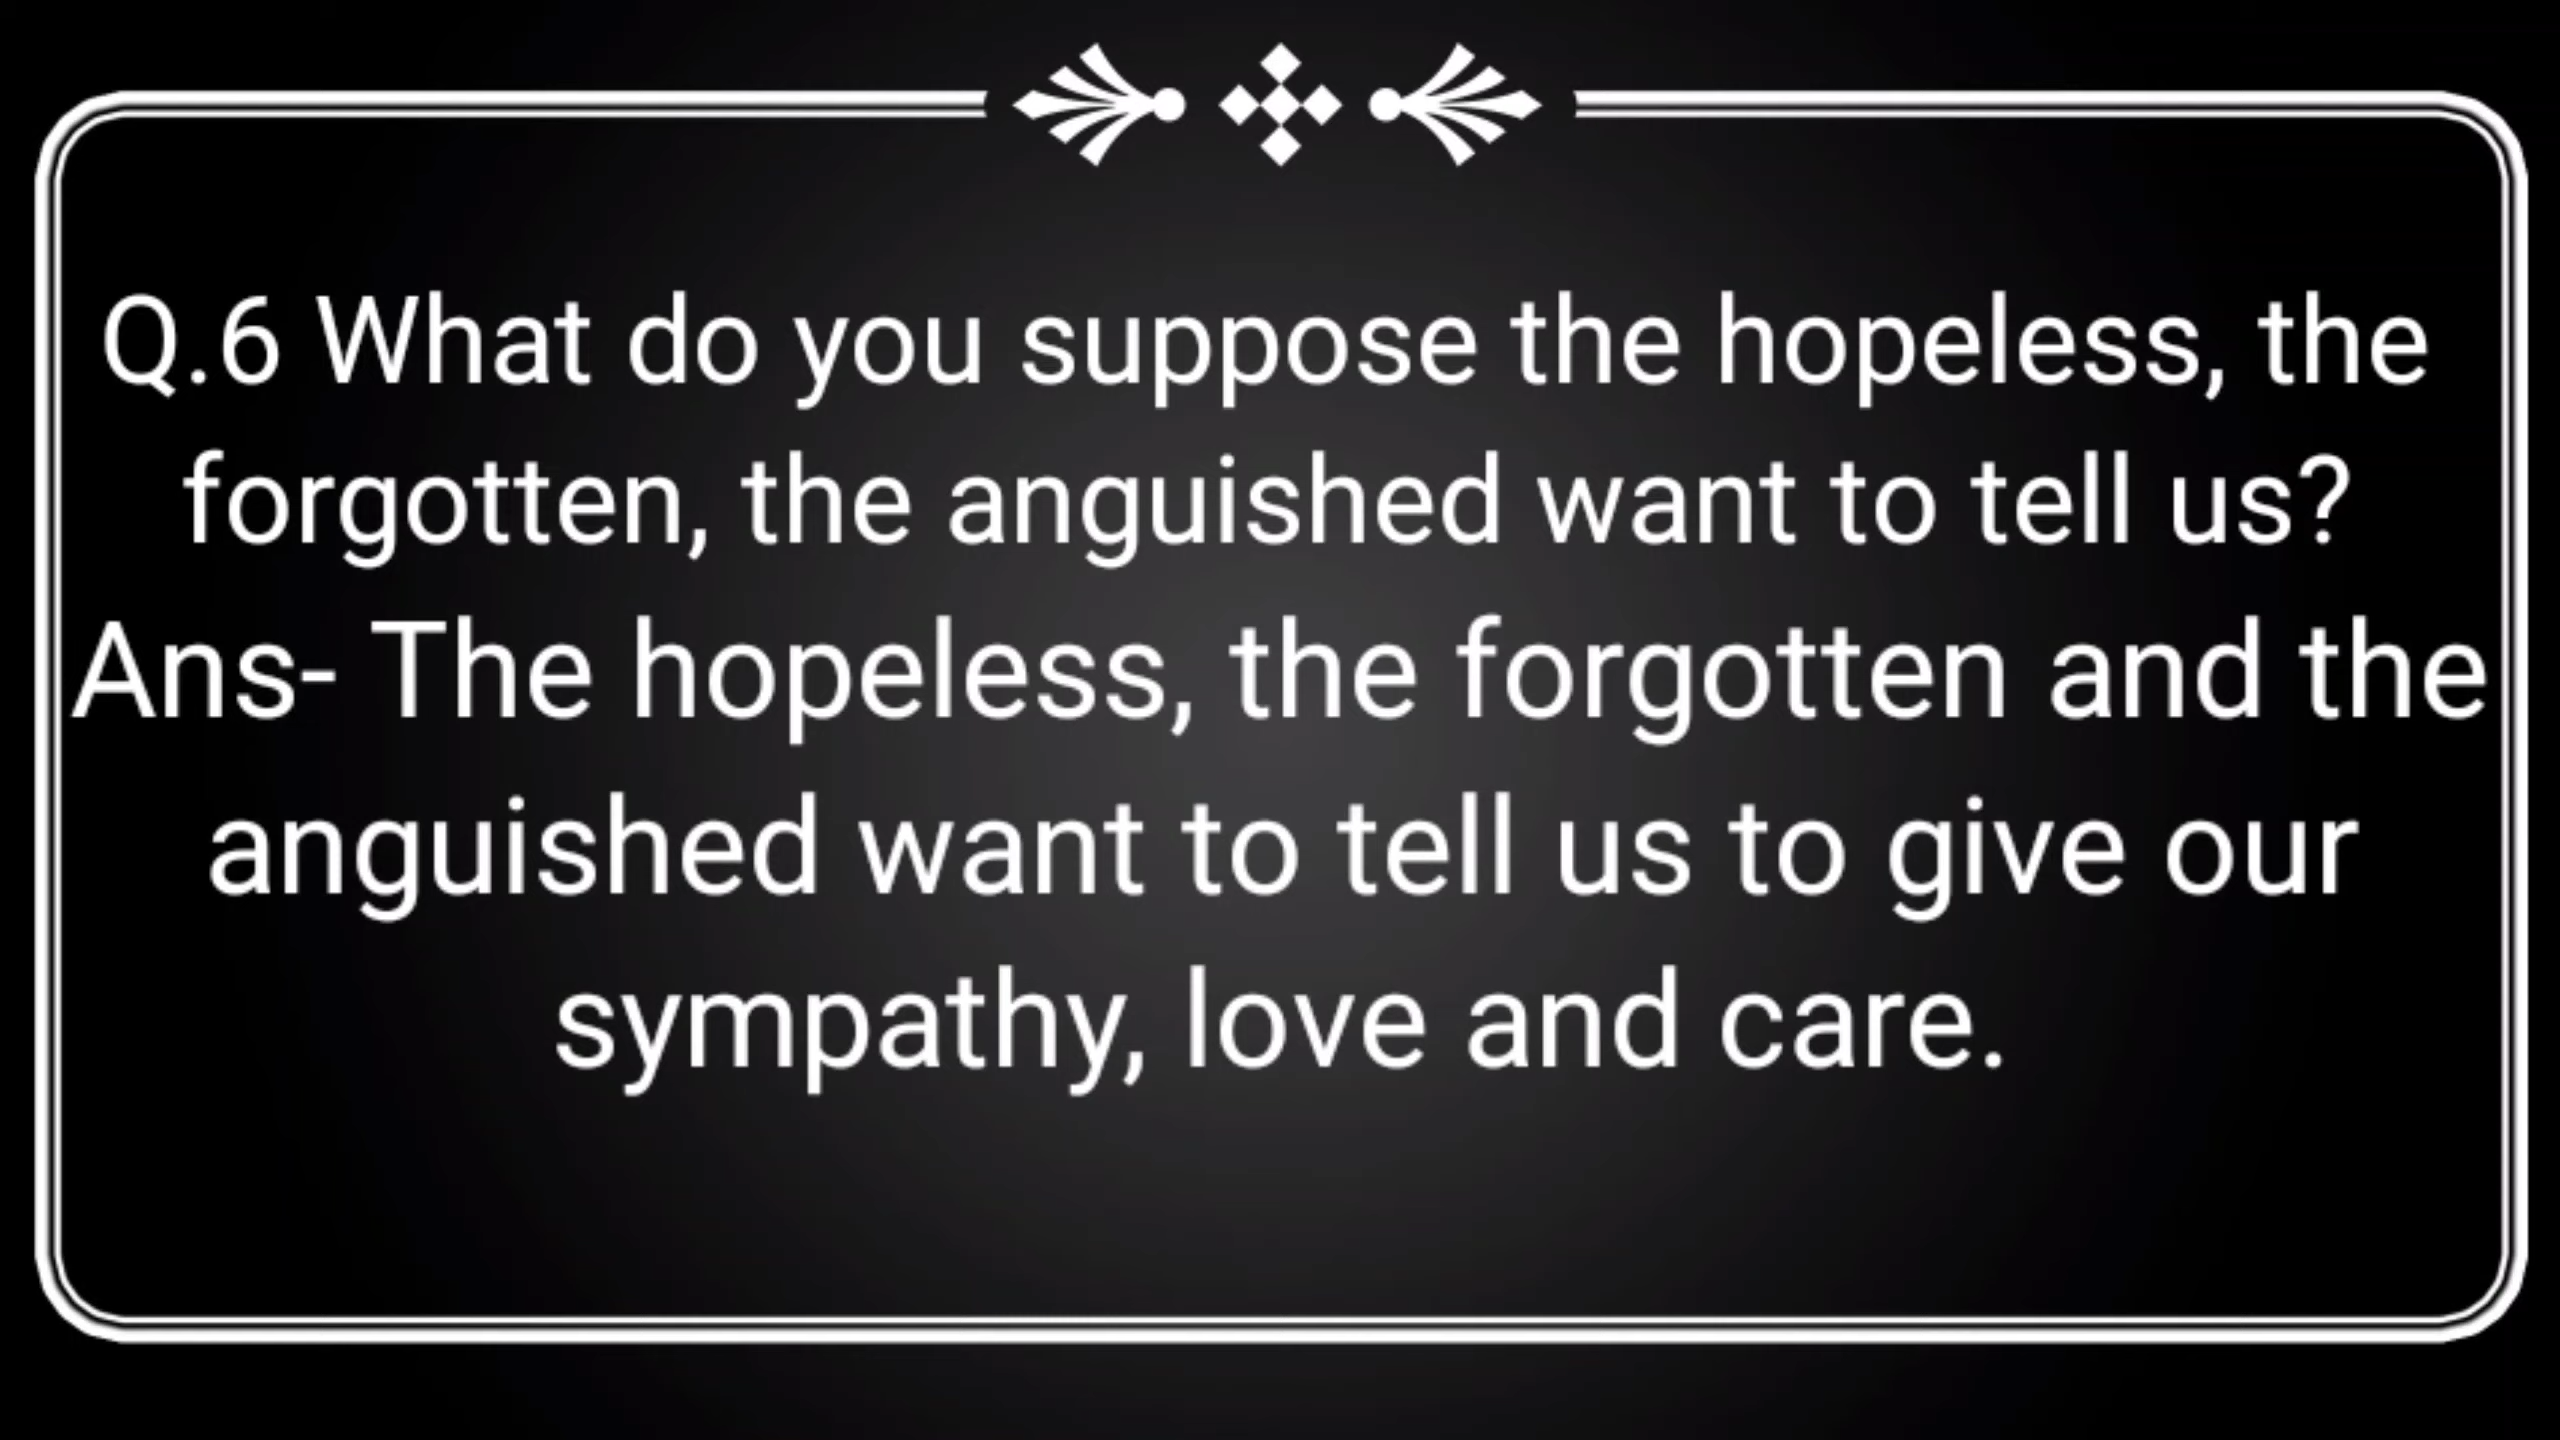 Q.6 What do you suppose the hopeless, the
forgotten, the anguished want to tell us?
Ans- The hopeless, the forgotten and the
anguished want to tell us to give our
sympathy, love and care.